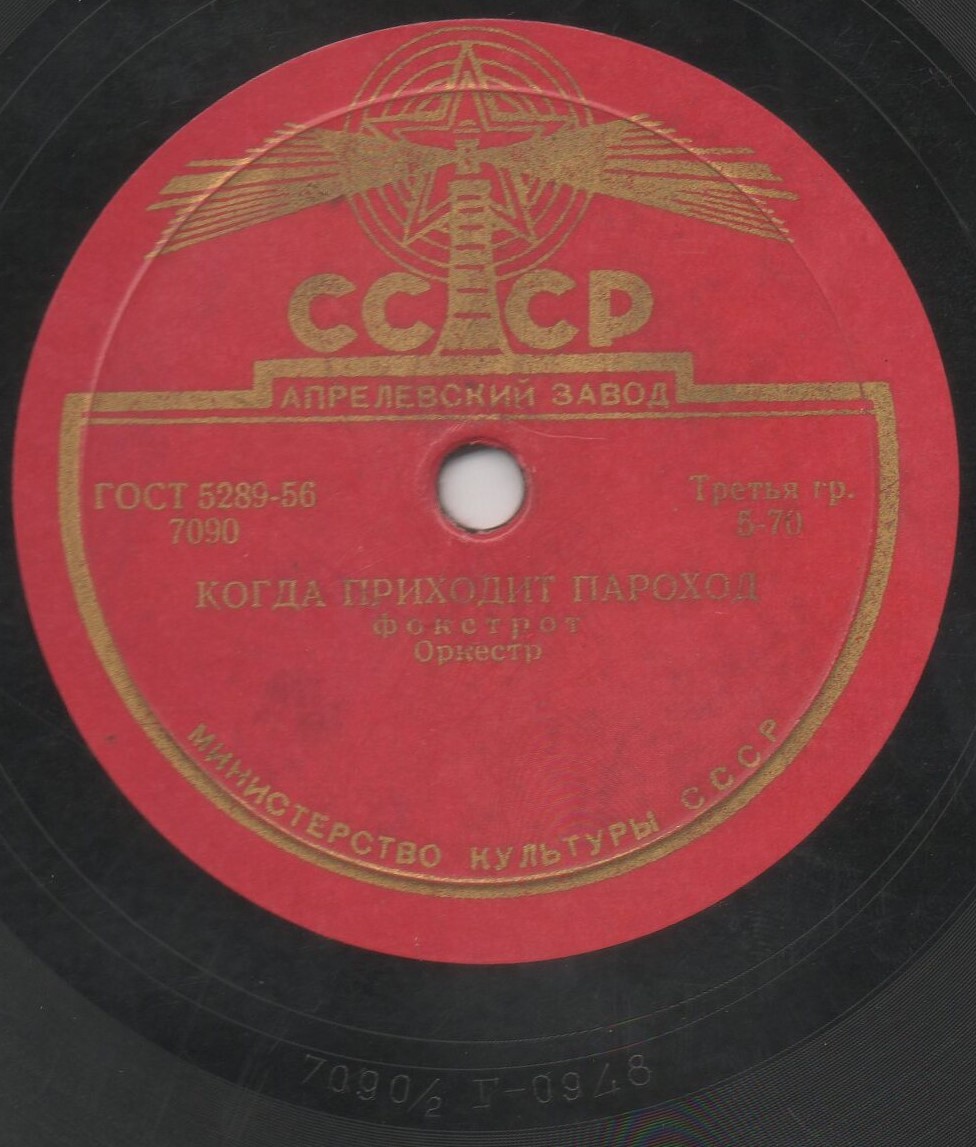 СССР
АПРЕЛЕВСКИЙ ЗАВОД
ГОСТ 5289-56
7090
Третья гр.
5-70
КОГДА ПРИХОДИТ ПАРОХОД
фокстрот
Оркестр
МИНИСТЕРСТВО КУЛЬТУРЫ СССР
7090/2 Г-0948